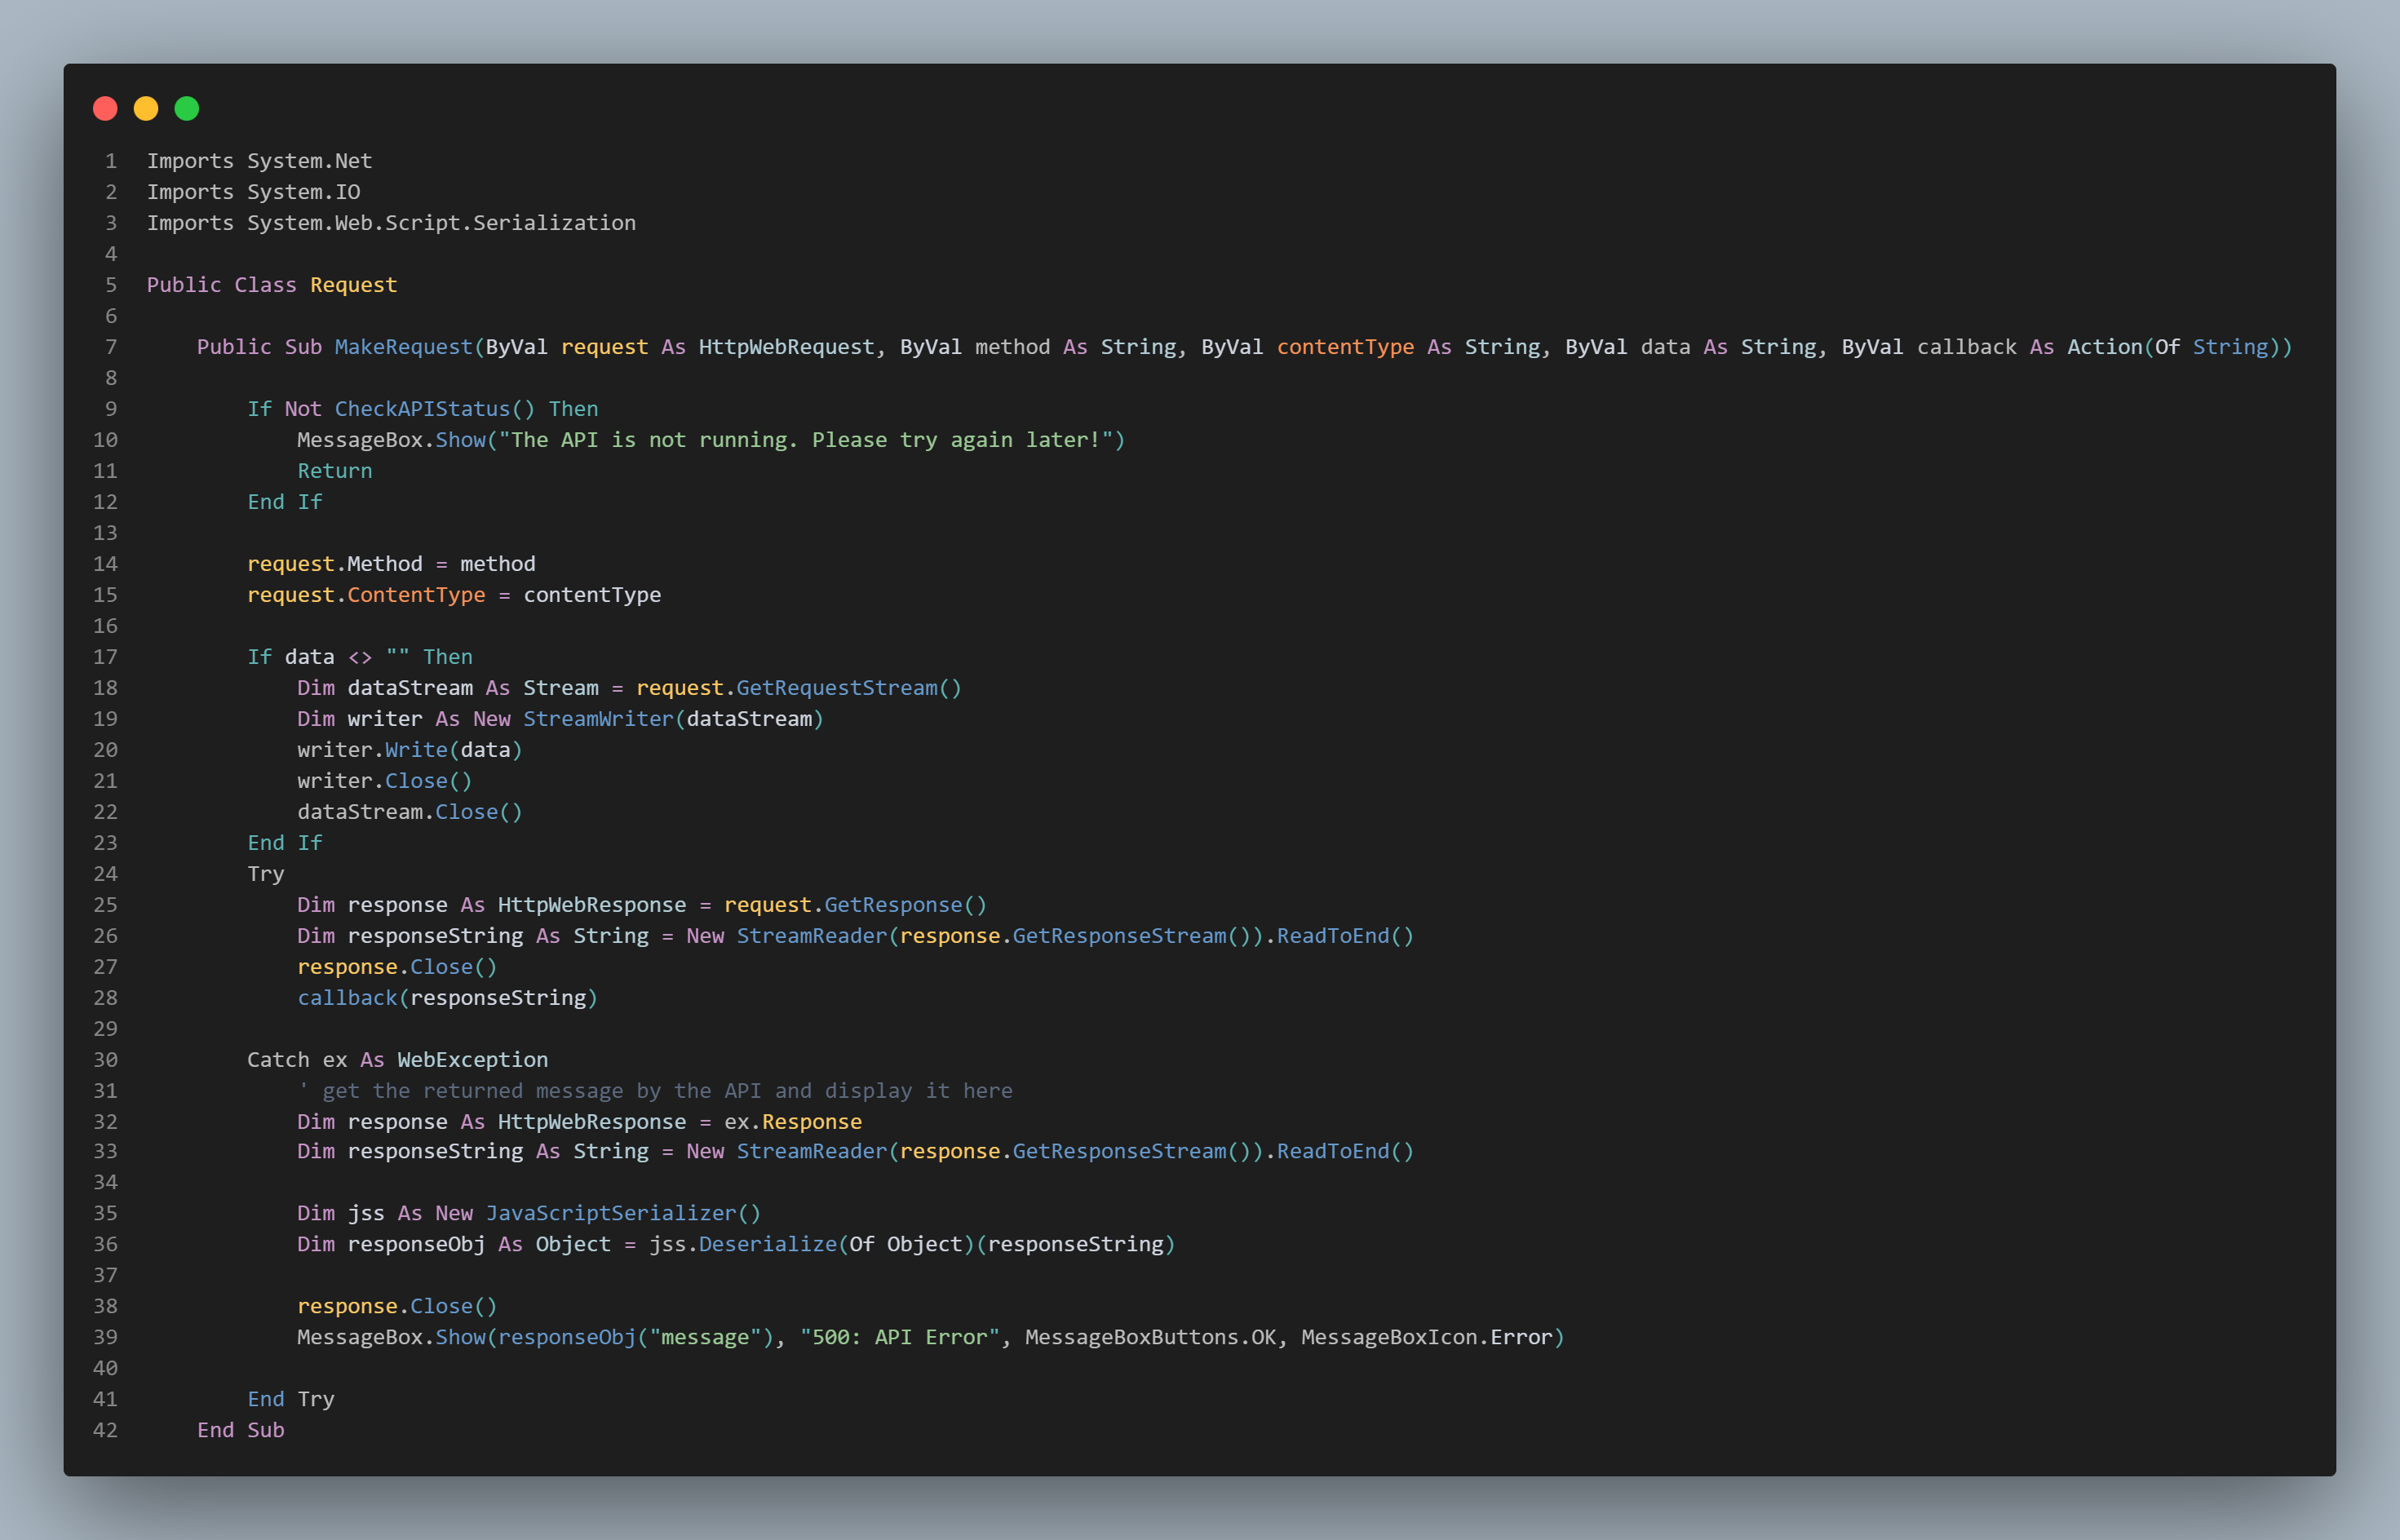 1 Imports System.Net
2 Imports System.IO
3 Imports System.Web.Script.Serialization
4
5 Public Class Request
6
7     Public Sub MakeRequest(ByVal request As HttpWebRequest, ByVal method As String, ByVal contentType As String, ByVal data As String, ByVal callback As Action(Of String))
8
9         If Not CheckAPIStatus() Then
10             MessageBox.Show("The API is not running. Please try again later!")
11             Return
12         End If
13
14         request.Method = method
15         request.ContentType = contentType
16
17         If data <> "" Then
18             Dim dataStream As Stream = request.GetRequestStream()
19             Dim writer As New StreamWriter(dataStream)
20             writer.Write(data)
21             writer.Close()
22             dataStream.Close()
23         End If
24         Try
25             Dim response As HttpWebResponse = request.GetResponse()
26             Dim responseString As String = New StreamReader(response.GetResponseStream()).ReadToEnd()
27             response.Close()
28             callback(responseString)
29
30         Catch ex As WebException
31             ' get the returned message by the API and display it here
32             Dim response As HttpWebResponse = ex.Response
33             Dim responseString As String = New StreamReader(response.GetResponseStream()).ReadToEnd()
34
35             Dim jss As New JavaScriptSerializer()
36             Dim responseObj As Object = jss.Deserialize(Of Object)(responseString)
37
38             response.Close()
39             MessageBox.Show(responseObj("message"), "500: API Error", MessageBoxButtons.OK, MessageBoxIcon.Error)
40
41         End Try
42     End Sub